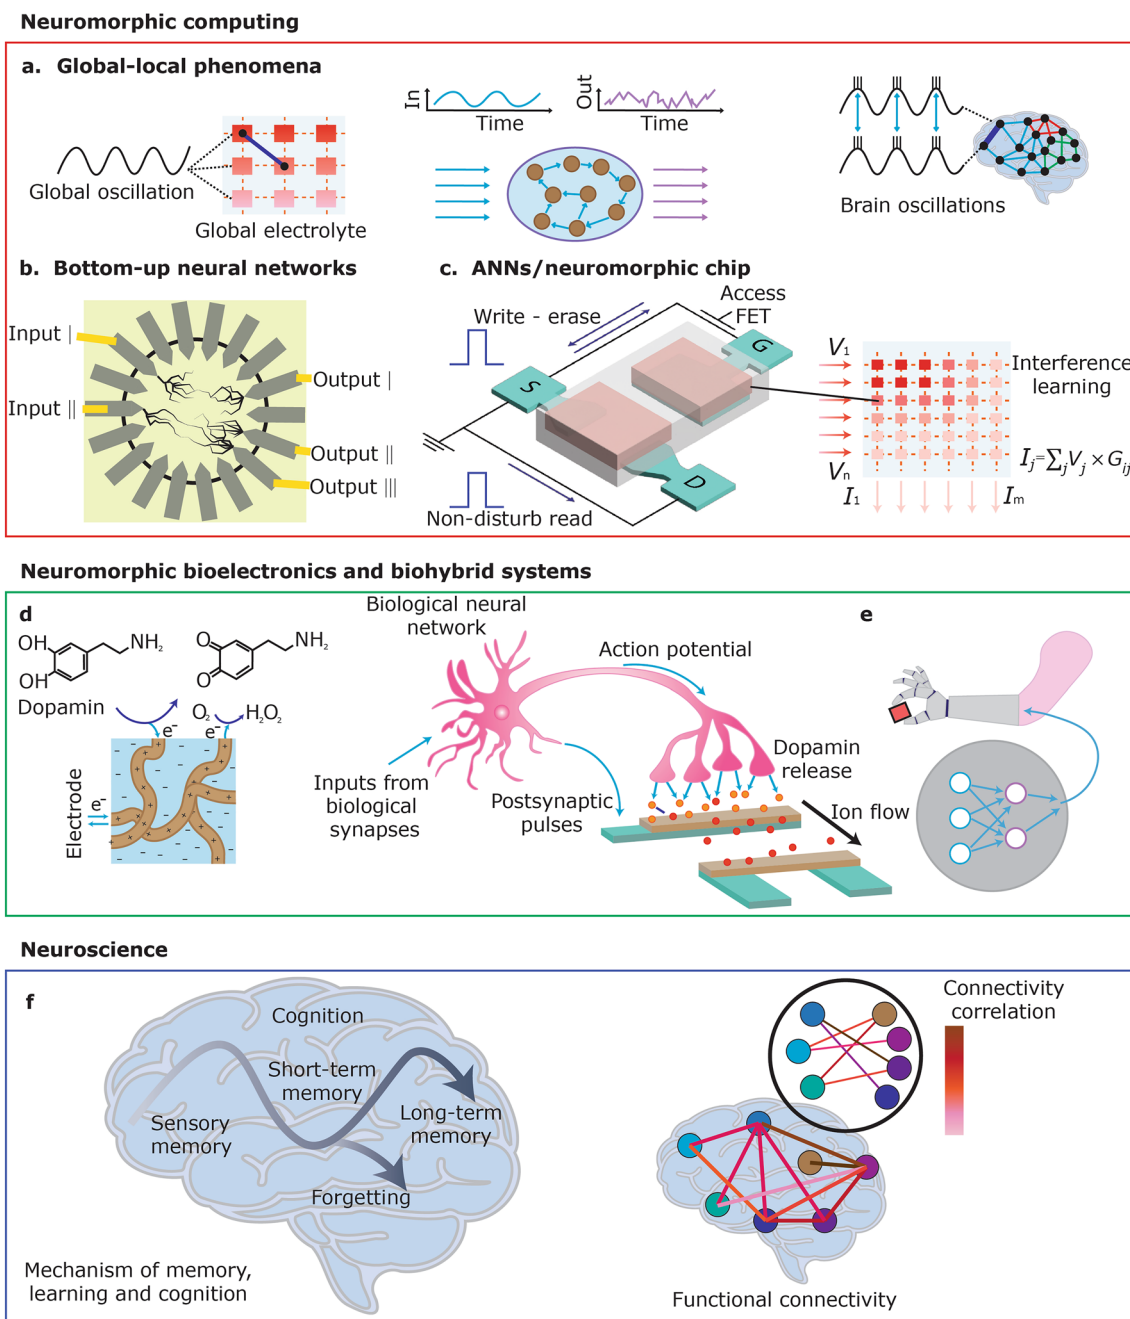 Neuromorphic computing
a. Global-local phenomena
In
Time
Out
Time
Global oscillation
Global electrolyte
Brain oscillations
b. Bottom-up neural networks
Input |
Input ||
Output |
Output ||
Output |||
c. ANNs/neuromorphic chip
Write - erase
Access
FET
S
G
D
Non-disturb read
V1
Vn
I1
Im
Interference
learning
Ij=∑jVj × Gij
Neuromorphic bioelectronics and biohybrid systems
d
OH
OH
NH2
Dopamin
O
O
NH2
O2
H2O2
e-
e-
Electrode
e-
Biological neural
network
Action potential
Inputs from
biological
synapses
Postsynaptic
pulses
Dopamin
release
Ion flow
e
Neuroscience
f
Cognition
Short-term
memory
Sensory
memory
Long-term
memory
Forgetting
Mechanism of memory,
learning and cognition
Connectivity
correlation
Functional connectivity